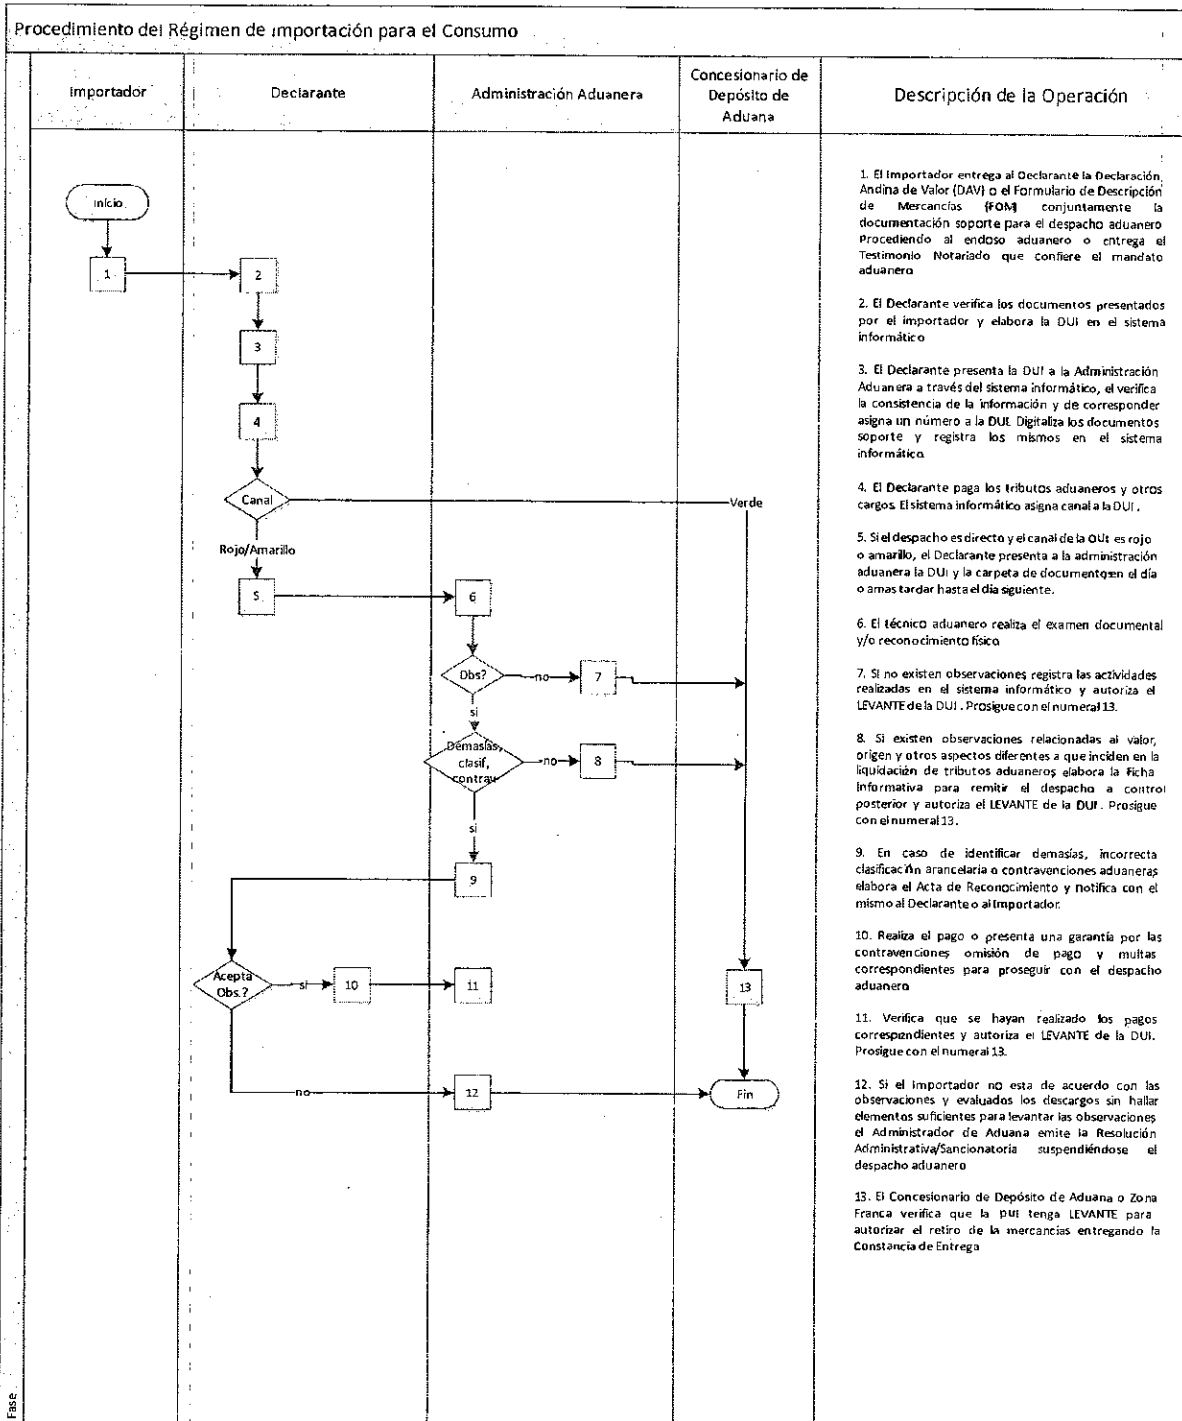 Procedimiento del Régimen de importación para el Consumo
Importador
Declarante
Administración Aduanera
Concesionario de
Depósito de
Aduana
Descripción de la Operación
Inicio
1
2
3
4
Canal
Verde
Rojo/Amarillo
5
6
Obs?
no
7
si
Demasías,
clasif,
contrav
no
8
si
9
Acepta
Obs.?
si
10
11
13
no
12
Fin
1. El Importador entrega al Declarante la Declaración
Andina de Valor (DAV) o el Formulario de Descripción
de Mercancías (FDM) conjuntamente la
documentación soporte para el despacho aduanero
Procediendo al endoso aduanero o entrega el
Testimonio Notariado que confiere el mandato
aduanero
2. El Declarante verifica los documentos presentados
por el importador y elabora la DUI en el sistema
informático
3. El Declarante presenta la DUI a la Administración
Aduanera a través del sistema informático, el verifica
la consistencia de la información y de corresponder
asigna un número a la DUI. Digitaliza los documentos
soporte y registra los mismos en el sistema
informático.
4. El Declarante paga los tributos aduaneros y otros
cargos. El sistema informático asigna canal a la DUI.
5. Si el despacho es directo y el canal de la DUI es rojo
o amarillo, el Declarante presenta a la administración
aduanera la DUI y la carpeta de documentos en el día
o a mas tardar hasta el día siguiente.
6. El técnico aduanero realiza el examen documental
y/o reconocimiento físico
7. Si no existen observaciones registra las actividades
realizadas en el sistema informático y autoriza el
LEVANTE de la DUI. Prosigue con el numeral 13.
8. Si existen observaciones relacionadas al valor,
origen y otros aspectos diferentes a que inciden en la
liquidación de tributos aduaneros elabora la Ficha
Informativa para remitir el despacho a control
posterior y autoriza el LEVANTE de la DUI. Prosigue
con el numeral 13.
9. En caso de identificar demasías, incorrecta
clasificación arancelaria o contravenciones aduaneras
elabora el Acta de Reconocimiento y notifica con el
mismo al Declarante o al Importador.
10. Realiza el pago o presenta una garantía por las
contravenciones omisión de pago y multas
correspondientes para proseguir con el despacho
aduanero
11. Verifica que se hayan realizado los pagos
correspondientes y autoriza el LEVANTE de la DUI.
Prosigue con el numeral 13.
12. Si el Importador no esta de acuerdo con las
observaciones y evaluados los descargos sin hallar
elementos suficientes para levantar las observaciones
el Administrador de Aduana emite la Resolución
Administrativa/Sancionatoria suspendiéndose el
despacho aduanero
13. El Concesionario de Depósito de Aduana o Zona
Franca verifica que la DUI tenga LEVANTE para
autorizar el retiro de la mercancias entregando la
Constancia de Entrega
Fase